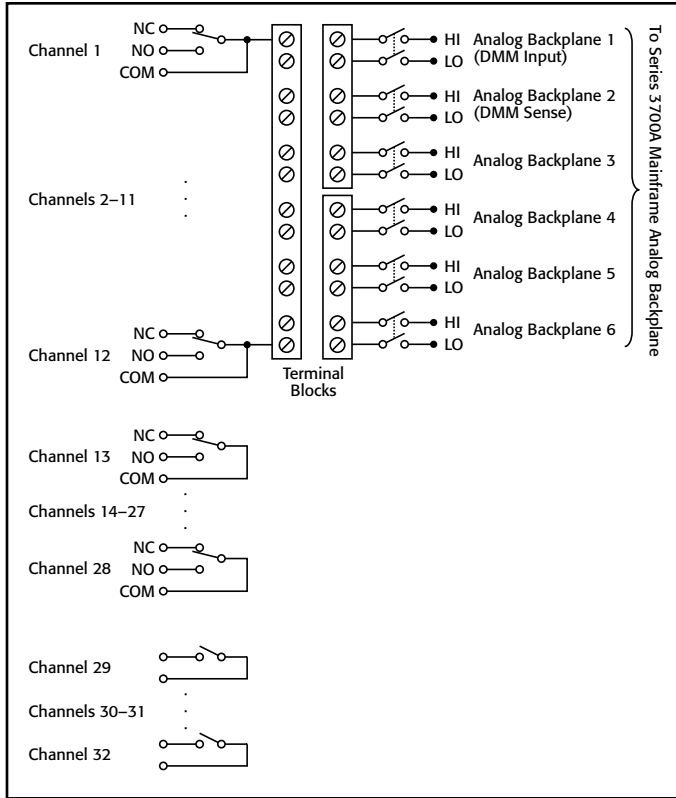 Channel 1
NC
NO
COM
Channels 2–11
Channel 12
NC
NO
COM
Terminal
Blocks
HI
LO
Analog Backplane 1
(DMM Input)
HI
LO
Analog Backplane 2
(DMM Sense)
HI
LO
Analog Backplane 3
HI
LO
Analog Backplane 4
HI
LO
Analog Backplane 5
HI
LO
Analog Backplane 6
To Series 3700A Mainframe Analog Backplane
Channel 13
NC
NO
COM
Channels 14–27
Channel 28
NC
NO
COM
Channel 29
Channels 30–31
Channel 32